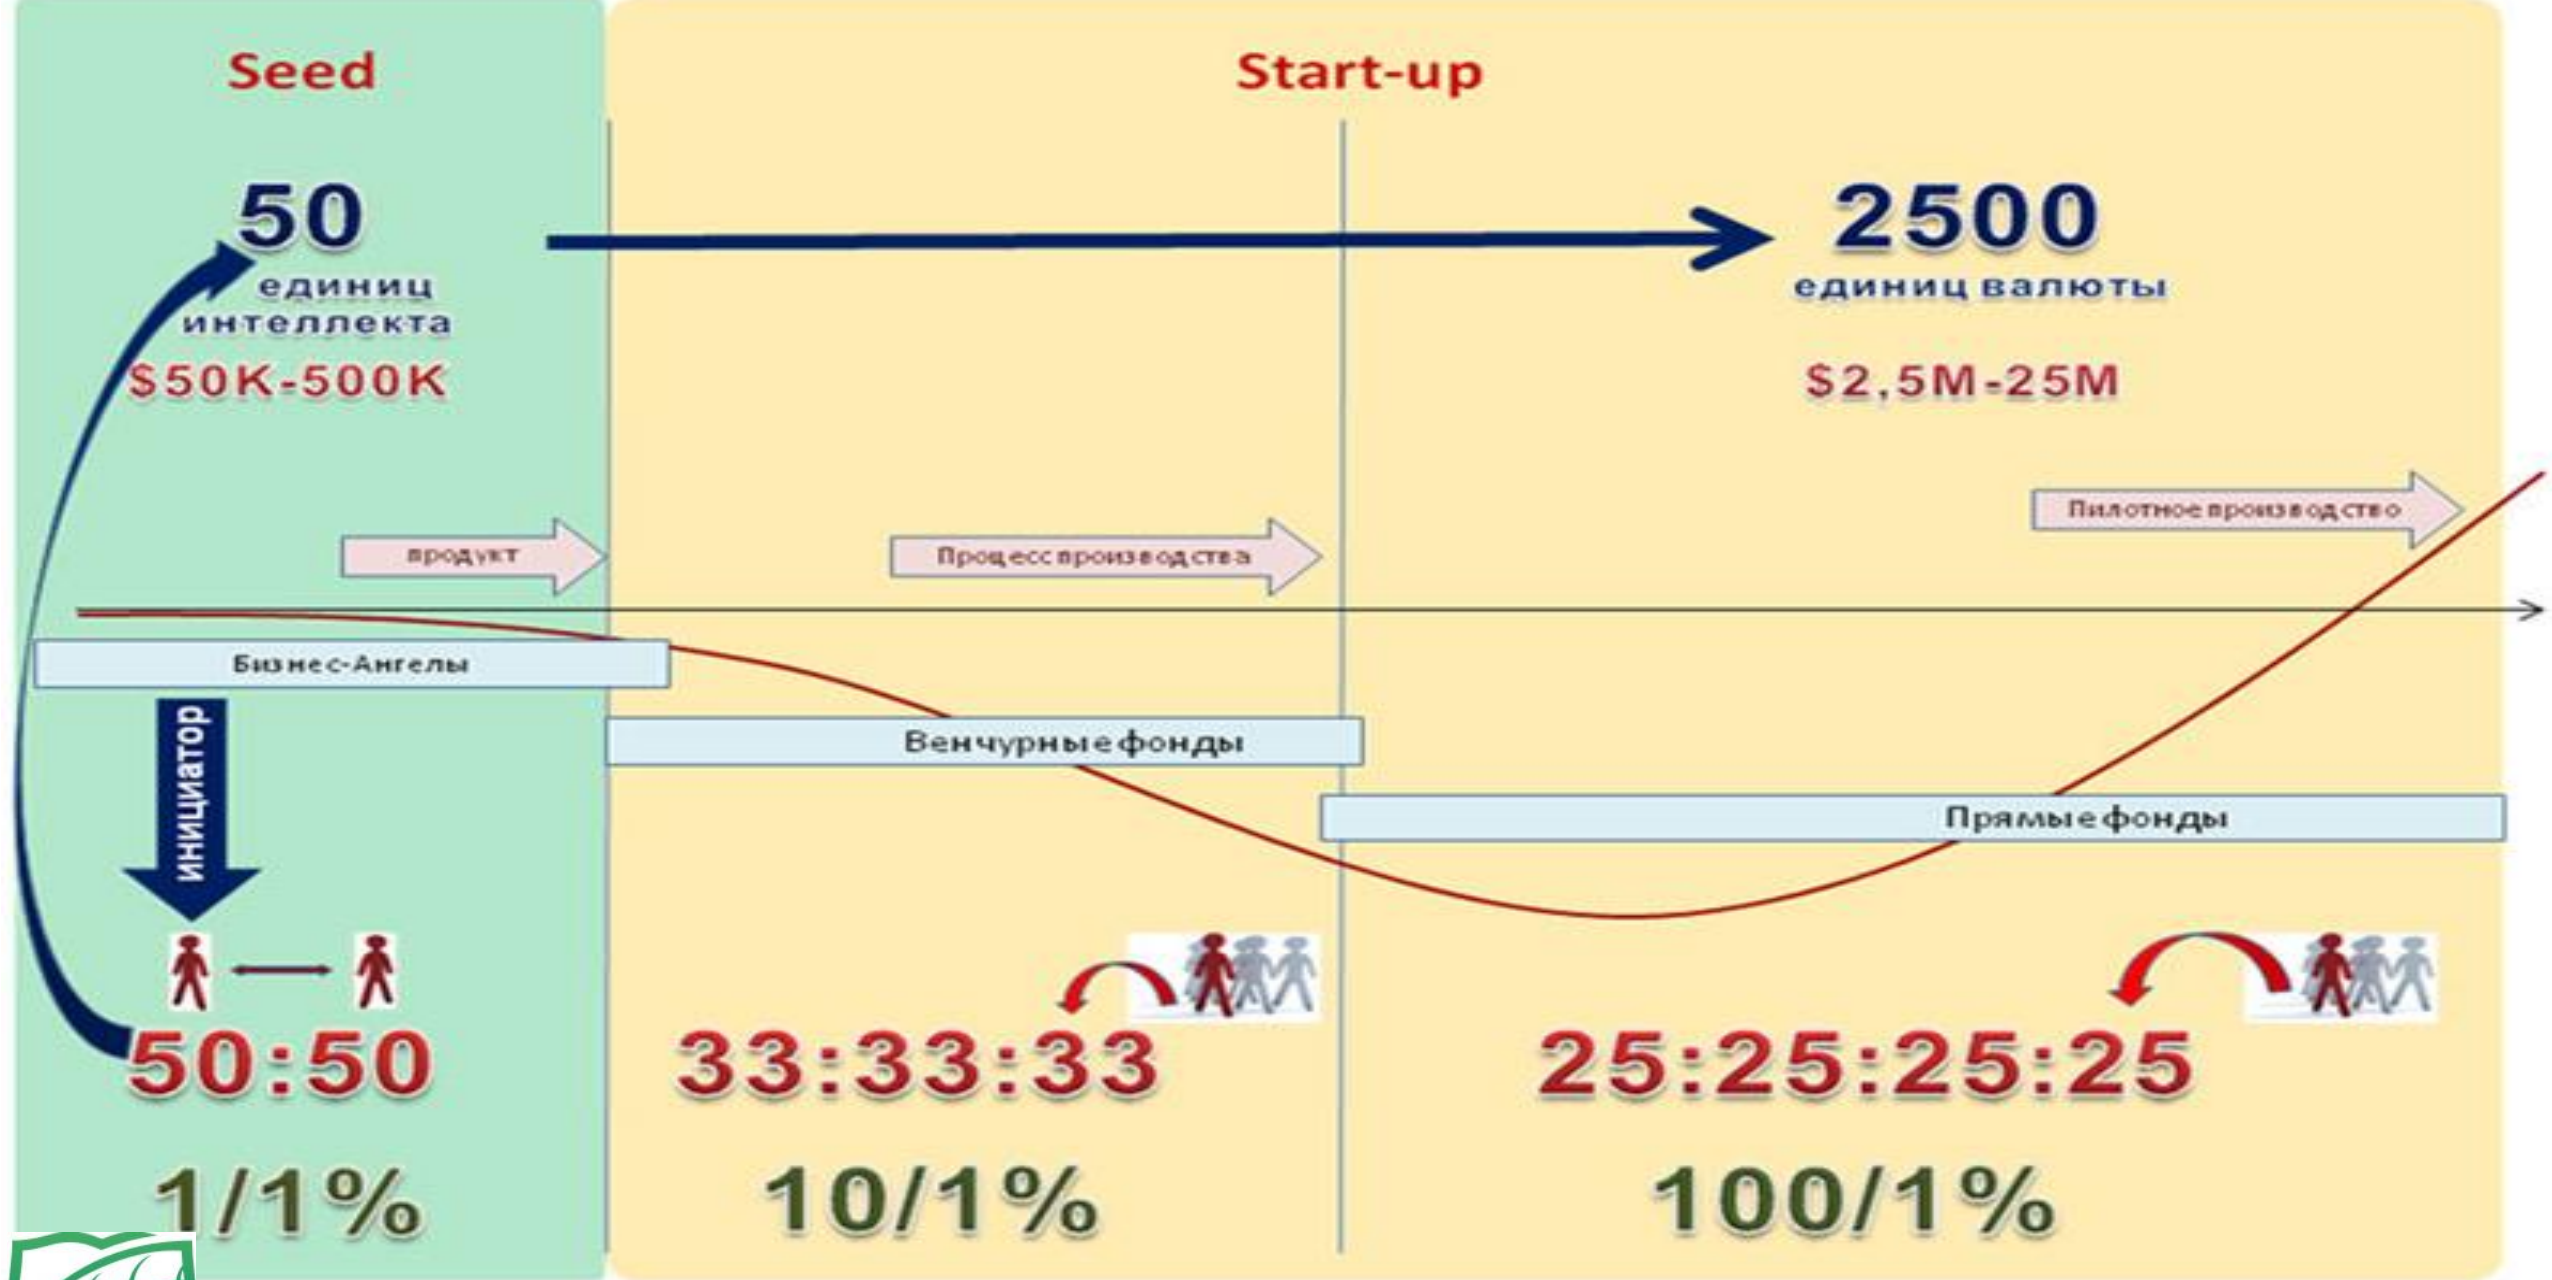 Seed
Start-up
50
единиц
интеллекта
$50K-500K
2500
единиц валюты
$2,5M-25M
продукт
Процесс производства
Пилотное производство
Бизнес-Ангелы
Венчурные фонды
Прямые фонды
инициатор
50:50
33:33:33
25:25:25:25
1/1%
10/1%
100/1%